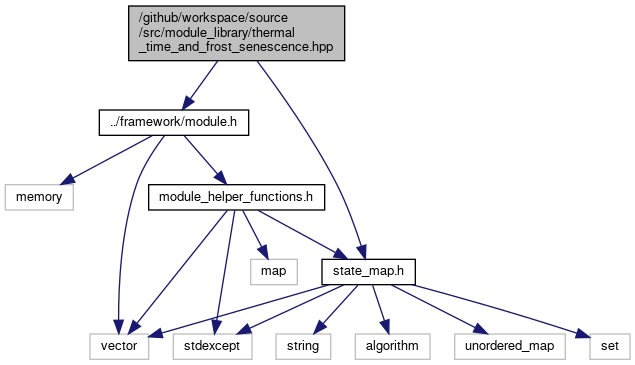 /github/workspace/source
/src/module_library/thermal
_time_and_frost_senescence.hpp
../framework/module.h
memory
module_helper_functions.h
map
state_map.h
vector
stdexcept
string
algorithm
unordered_map
set